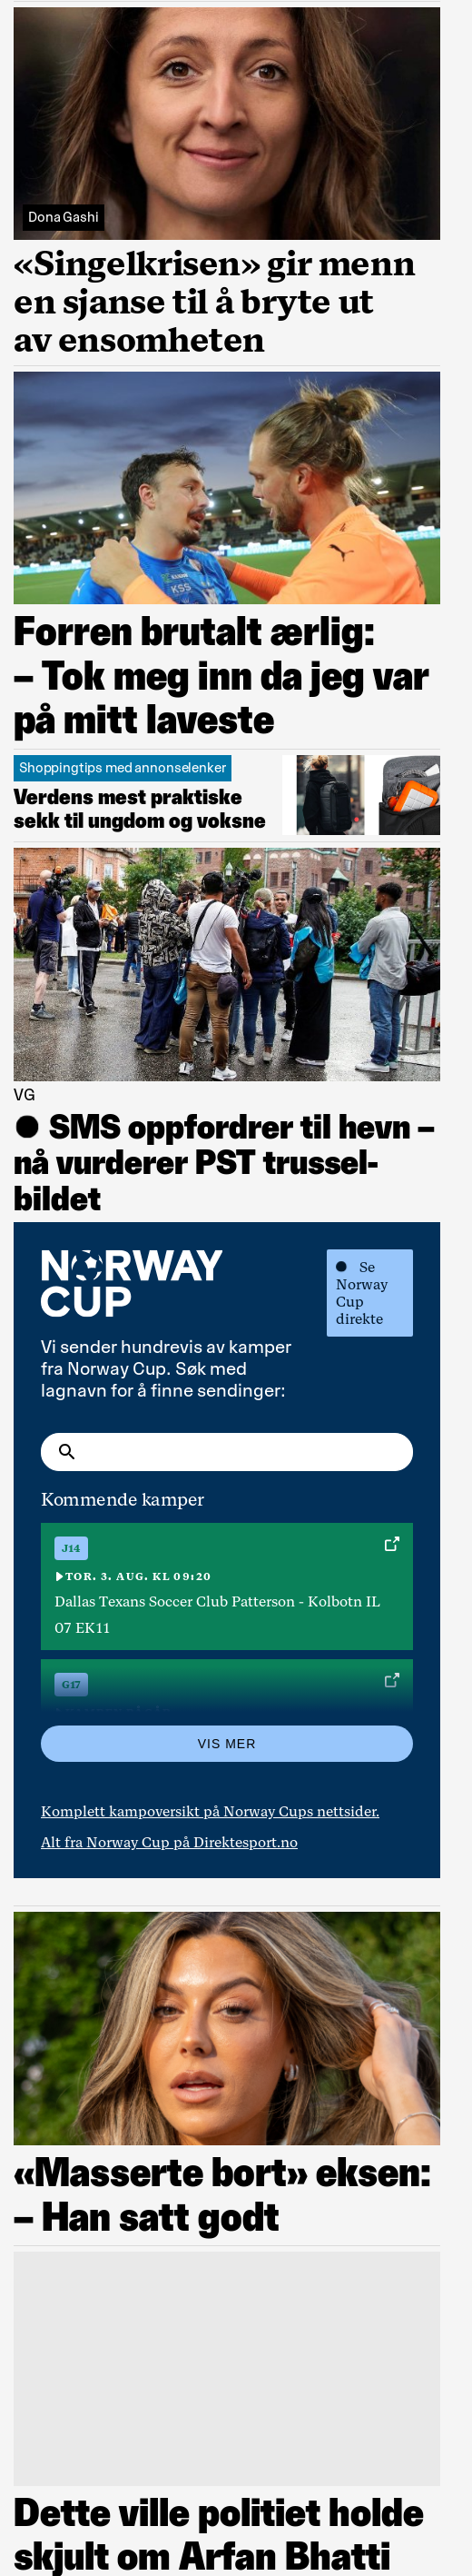 Dona Gashi
«Singelkrisen» gir menn
en sjanse til å bryte ut
av ensomheten
KSS
Forren brutalt ærlig:
– Tok meg inn da jeg var
på mitt laveste
Shoppingtips med annonselenker
Verdens mest praktiske
sekk til ungdom og voksne
VG
● SMS oppfordrer til hevn –
nå vurderer PST trussel-
bildet
NORWAY
CUP
● Se
Norway
Cup
direkte
Vi sender hundrevis av kamper
fra Norway Cup. Søk med
lagnavn for å finne sendinger:
Kommende kamper
J14
TOR. 3. AUG. KL 09:20
Dallas Texans Soccer Club Patterson - Kolbotn IL
07 EK11
G17
VIS MER
Komplett kampoversikt på Norway Cups nettsider.
Alt fra Norway Cup på Direktesport.no
«Masserte bort» eksen:
– Han satt godt
Dette ville politiet holde
skjult om Arfan Bhatti